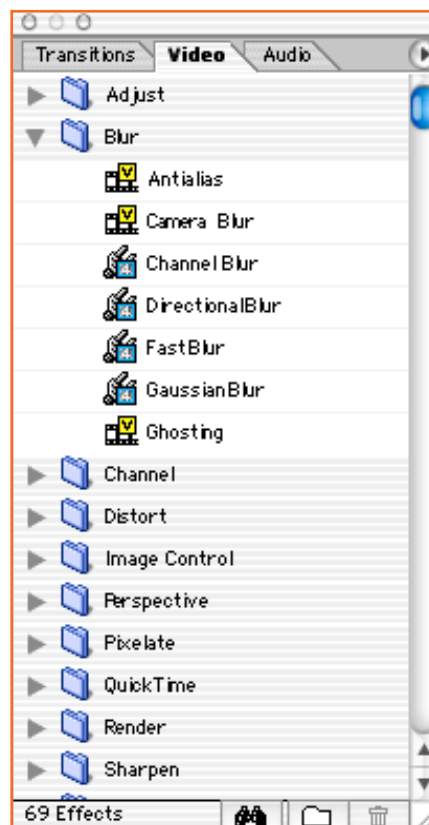 Transitions Video Audio
Adjust
Blur
Antialias
Camera Blur
Channel Blur
DirectionalBlur
FastBlur
GaussianBlur
Ghosting
Channel
Distort
Image Control
Perspective
Pixelate
QuickTime
Render
Sharpen
69 Effects